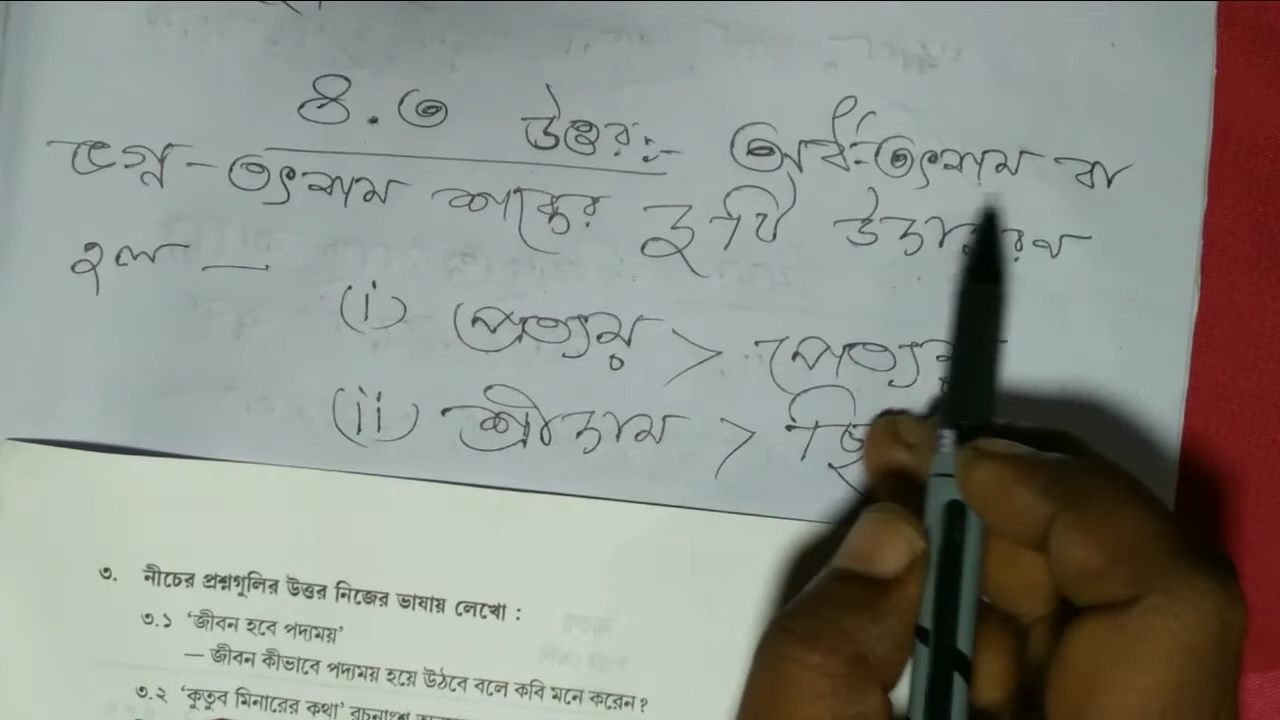 ৪.৩ উত্তর:- অর্ধ-তৎসম বা
ভগ্ন-তৎসম শব্দের দুটি উদাহরণ
হল —
(i) প্রত্যয় > পেত্যয়
(ii) শ্রীদাম >
৩. নীচের প্রশ্নগুলির উত্তর নিজের ভাষায় লেখো :
৩.১ ‘জীবন হবে পদ্যময়’
— জীবন কীভাবে পদ্যময় হয়ে উঠবে বলে কবি মনে করেন?
৩.২ ‘কুতুব মিনারের কথা’ রচনাংশ